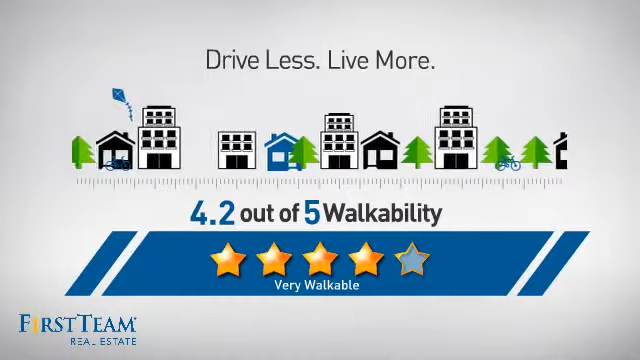 Drive Less. Live More.
4.2 out of 5 Walkability
Very Walkable
FIRSTTEAM®
REAL ESTATE